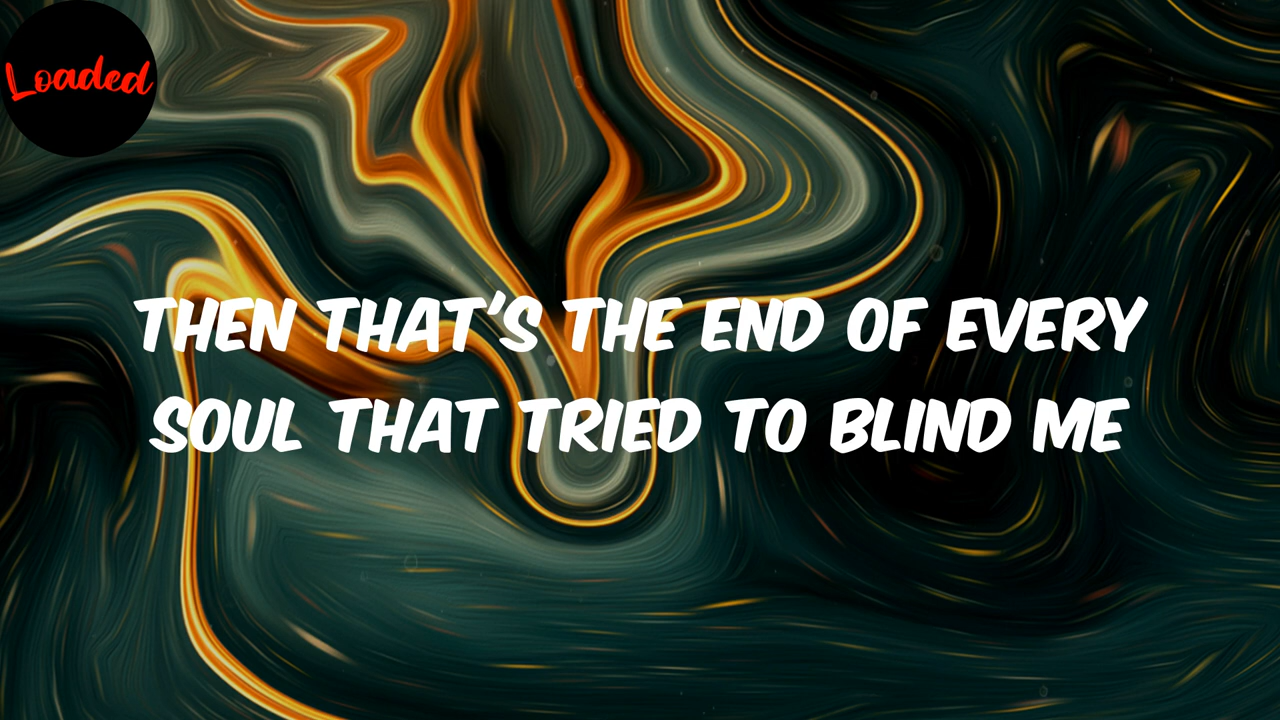 Loaded
THEN THAT'S THE END OF EVERY
SOUL THAT TRIED TO BLIND ME